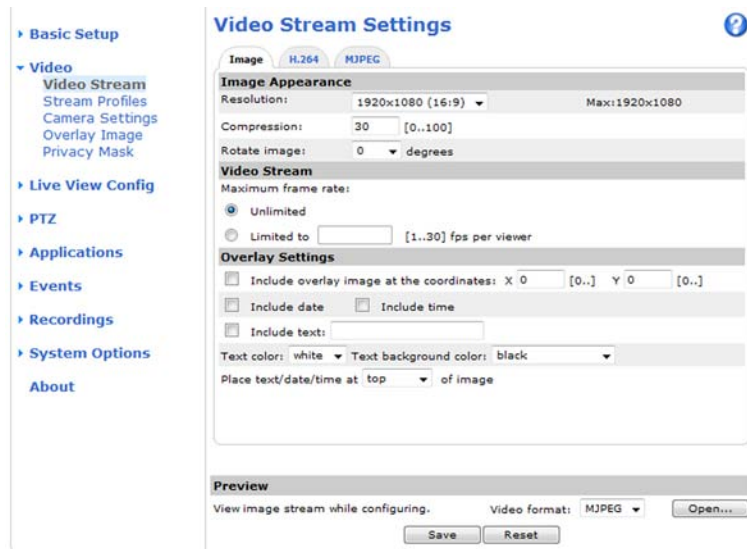 Basic Setup
Video
Video Stream
Stream Profiles
Camera Settings
Overlay Image
Privacy Mask
Live View Config
PTZ
Applications
Events
Recordings
System Options
About
Video Stream Settings
?
Image H.264 MJPEG
Image Appearance
Resolution: 1920x1080 (16:9) Max:1920x1080
Compression: 30 [0..100]
Rotate image: 0 degrees
Video Stream
Maximum frame rate:
Unlimited
Limited to [1..30] fps per viewer
Overlay Settings
Include overlay image at the coordinates: X 0 [0..] Y 0 [0..]
Include date Include time
Include text:
Text color: white Text background color: black
Place text/date/time at top of image
Preview
View image stream while configuring. Video format: MJPEG Open...
Save Reset